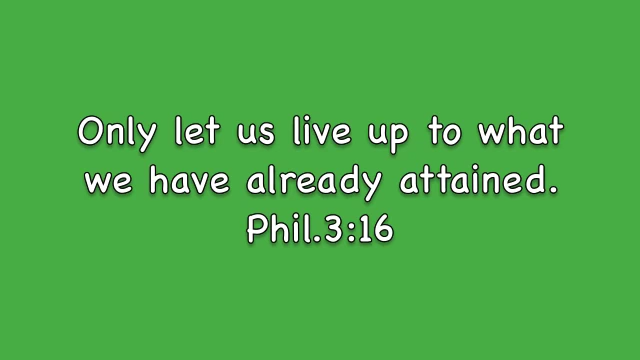 Only let us live up to what
we have already attained.
Phil.3:16